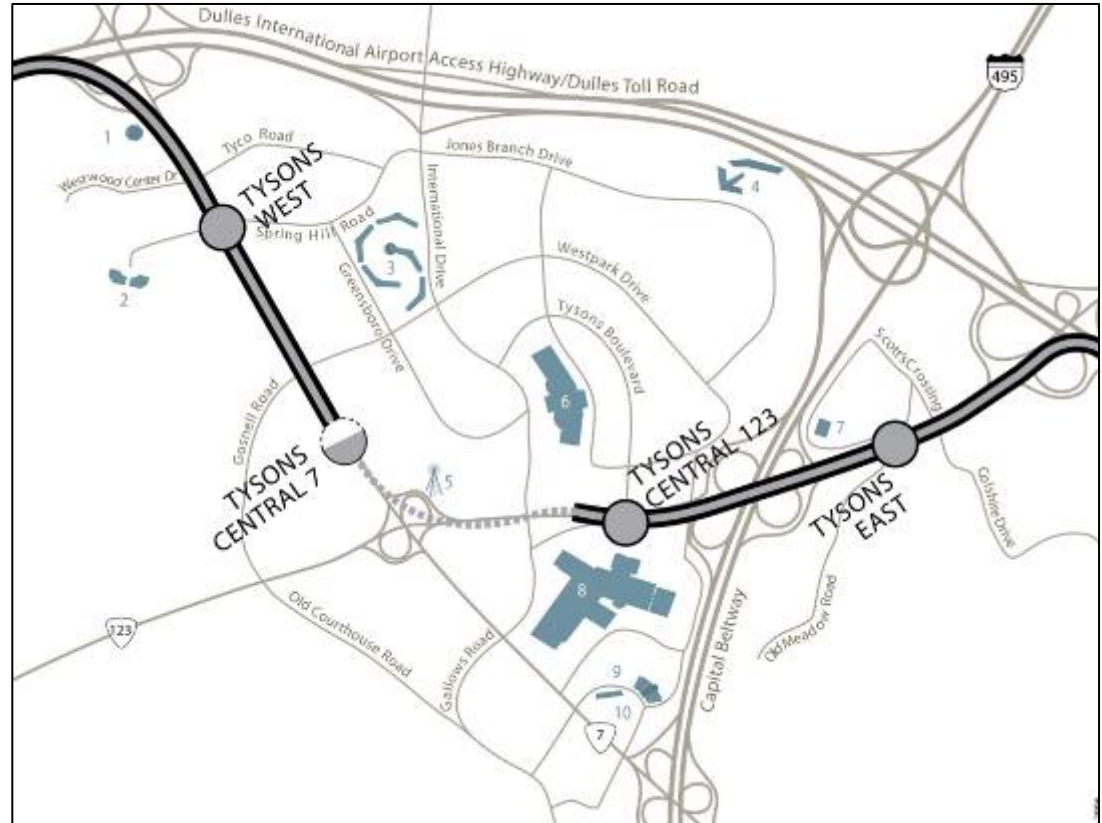 Dulles International Airport Access Highway/Dulles Toll Road
495
1
Tyco Road
Westwood Center Dr
TYSONS
WEST
Jones Branch Drive
4
International Drive
Spring Hill Road
3
2
Greensboro Drive
Westpark Drive
Tysons Boulevard
Scotts Crossing
Gosnell Road
6
7
TYSONS
CENTRAL 123
TYSONS
CENTRAL 7
5
TYSONS
EAST
Colshire Drive
8
123
Old Courthouse Road
Gallows Road
Capital Beltway
Old Meadow Road
9
10
7